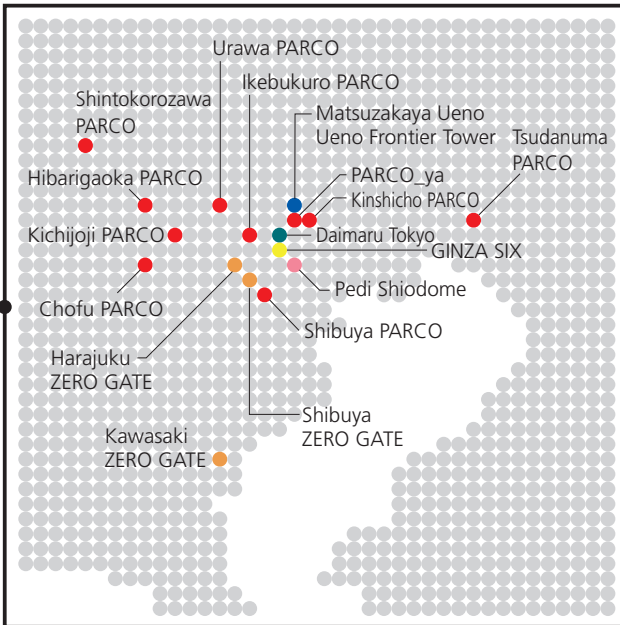 Urawa PARCO
Ikebukuro PARCO
Shintokorozawa
PARCO
Matsuzakaya Ueno
Ueno Frontier Tower
Tsudanuma
PARCO
Hibarigaoka PARCO
PARCO_ya
Kinshicho PARCO
Kichijoji PARCO
Daimaru Tokyo
GINZA SIX
Pedi Shiodome
Chofu PARCO
Shibuya PARCO
Harajuku
ZERO GATE
Shibuya
ZERO GATE
Kawasaki
ZERO GATE